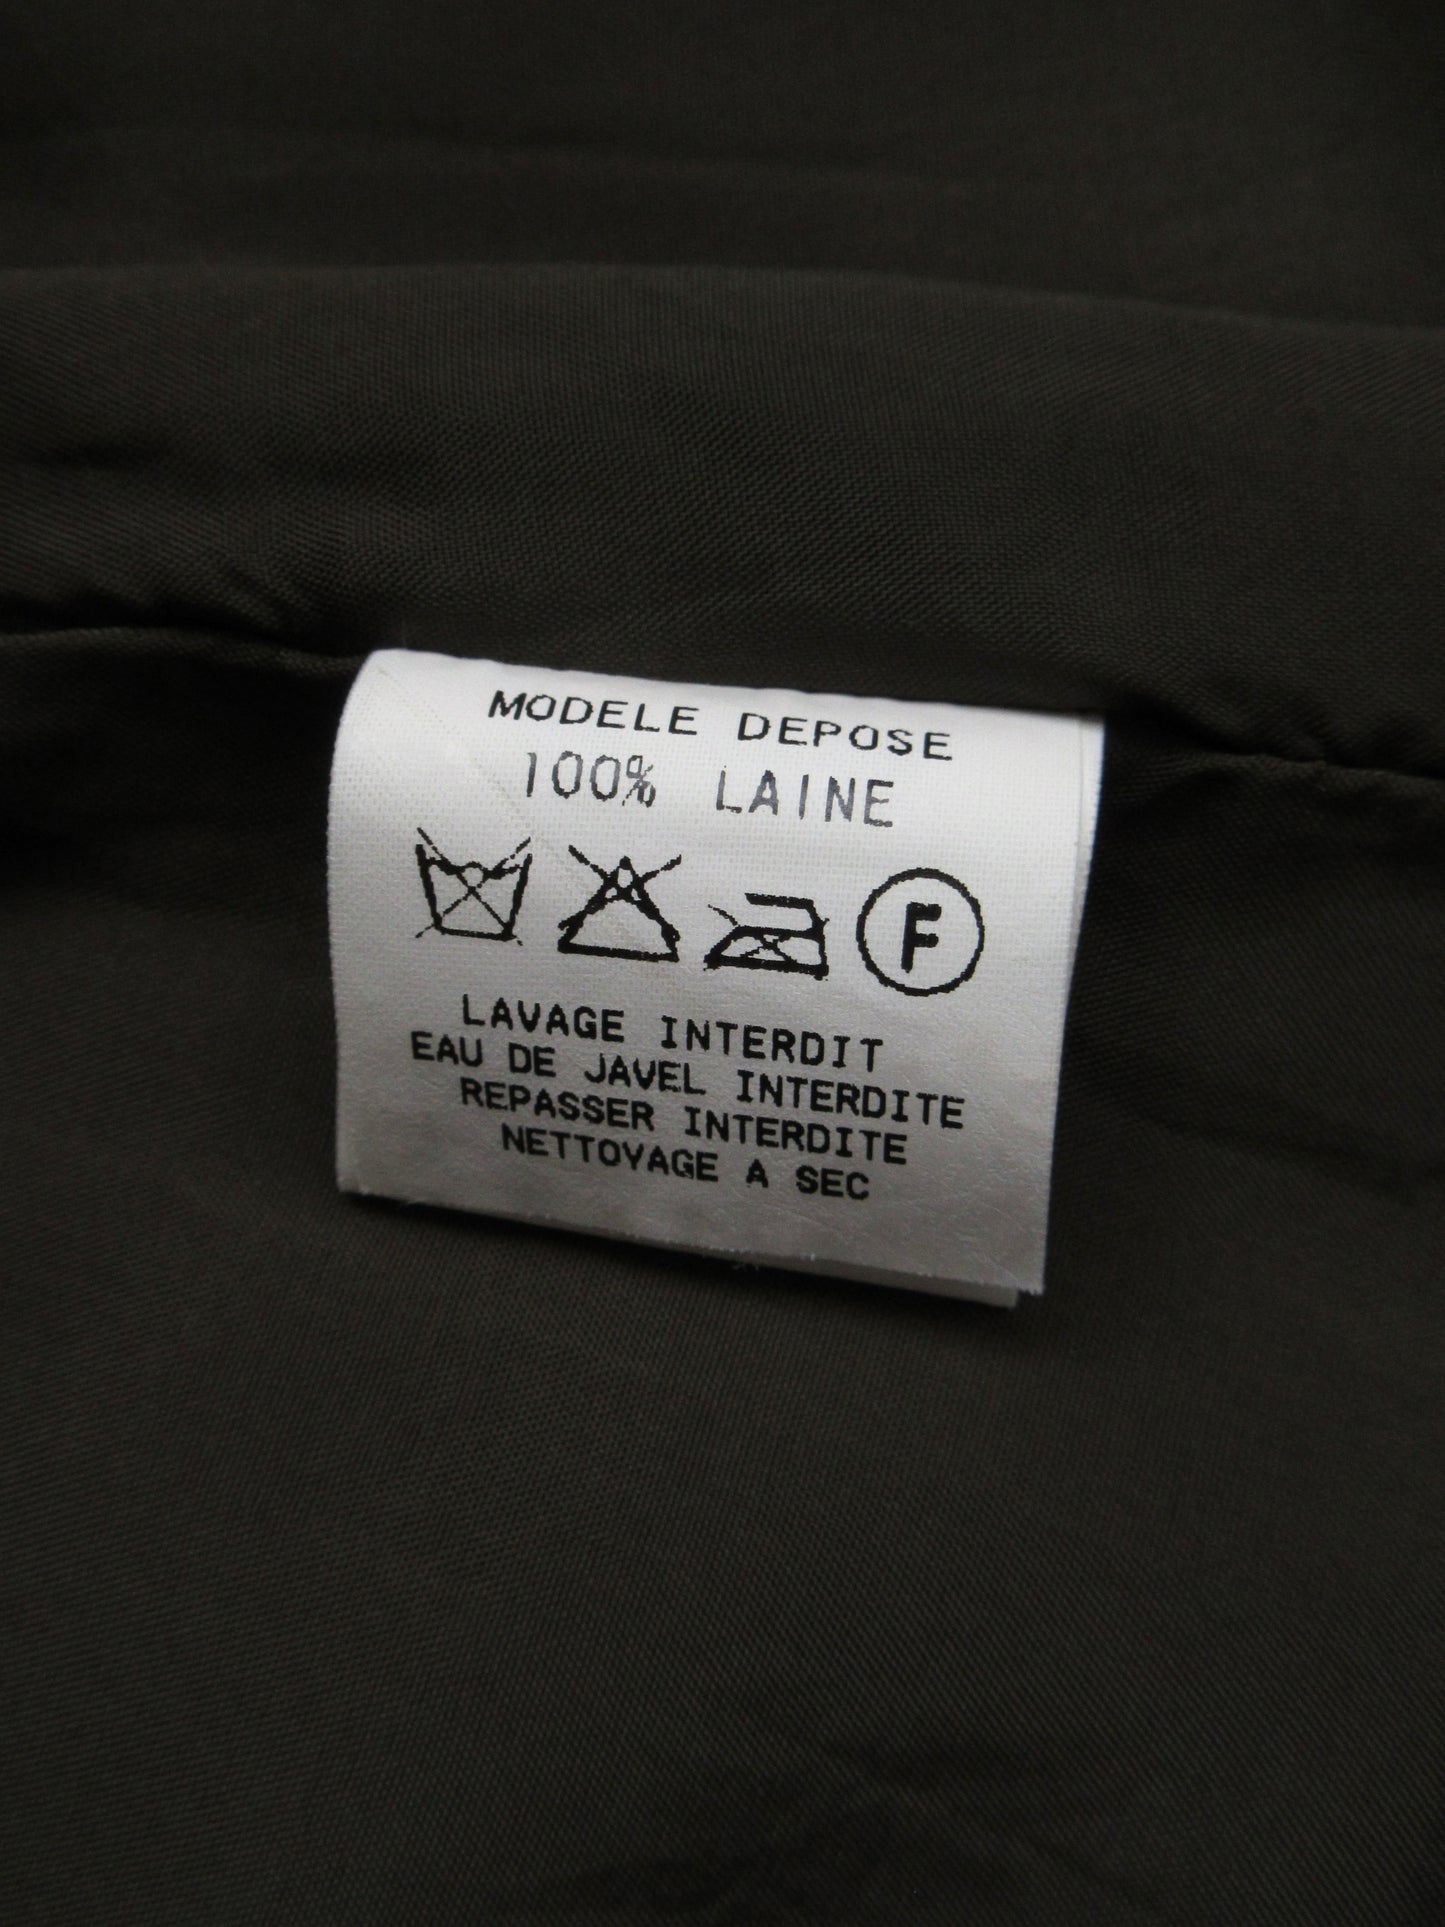 MODELE DEPOSE
100% LAINE
F
LAVAGE INTERDIT
EAU DE JAVEL INTERDITE
REPASSER INTERDITE
NETTOYAGE A SEC